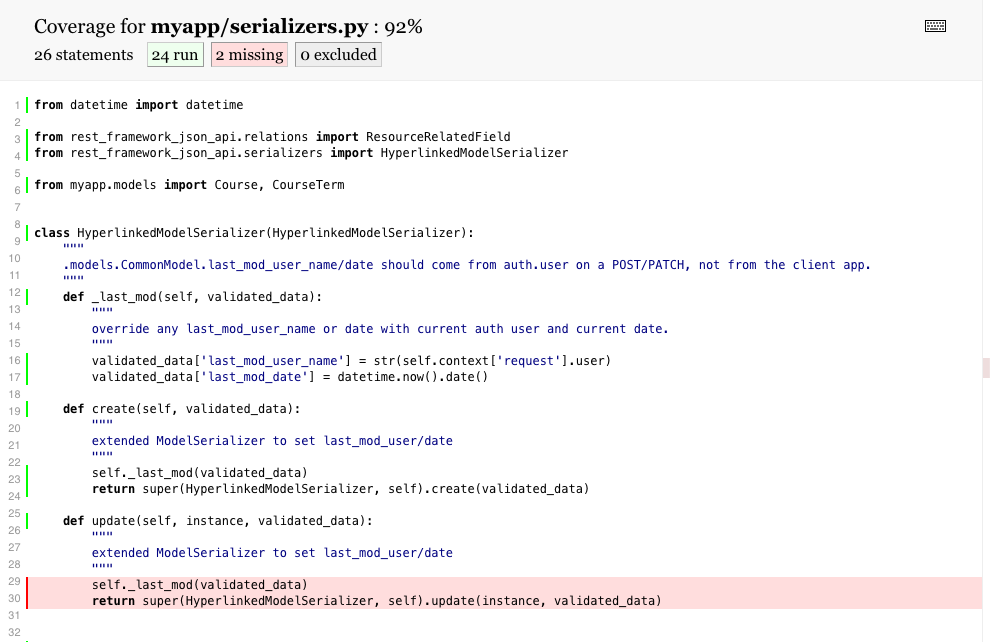 Coverage for myapp/serializers.py : 92%
26 statements 24 run 2 missing 0 excluded
1 from datetime import datetime
2
3 from rest_framework_json_api.relations import ResourceRelatedField
4 from rest_framework_json_api.serializers import HyperlinkedModelSerializer
5
6 from myapp.models import Course, CourseTerm
7
8 class HyperlinkedModelSerializer(HyperlinkedModelSerializer):
9 """
10 .models.CommonModel.last_mod_user_name/date should come from auth.user on a POST/PATCH, not from the client app.
11 """
12 def _last_mod(self, validated_data):
13 """
14 override any last_mod_user_name or date with current auth user and current date.
15 """
16 validated_data['last_mod_user_name'] = str(self.context['request'].user)
17 validated_data['last_mod_date'] = datetime.now().date()
18
19 def create(self, validated_data):
20 """
21 extended ModelSerializer to set last_mod_user/date
22 """
23 self._last_mod(validated_data)
24 return super(HyperlinkedModelSerializer, self).create(validated_data)
25 def update(self, instance, validated_data):
26 """
27 extended ModelSerializer to set last_mod_user/date
28 """
29 self._last_mod(validated_data)
30 return super(HyperlinkedModelSerializer, self).update(instance, validated_data)
31
32